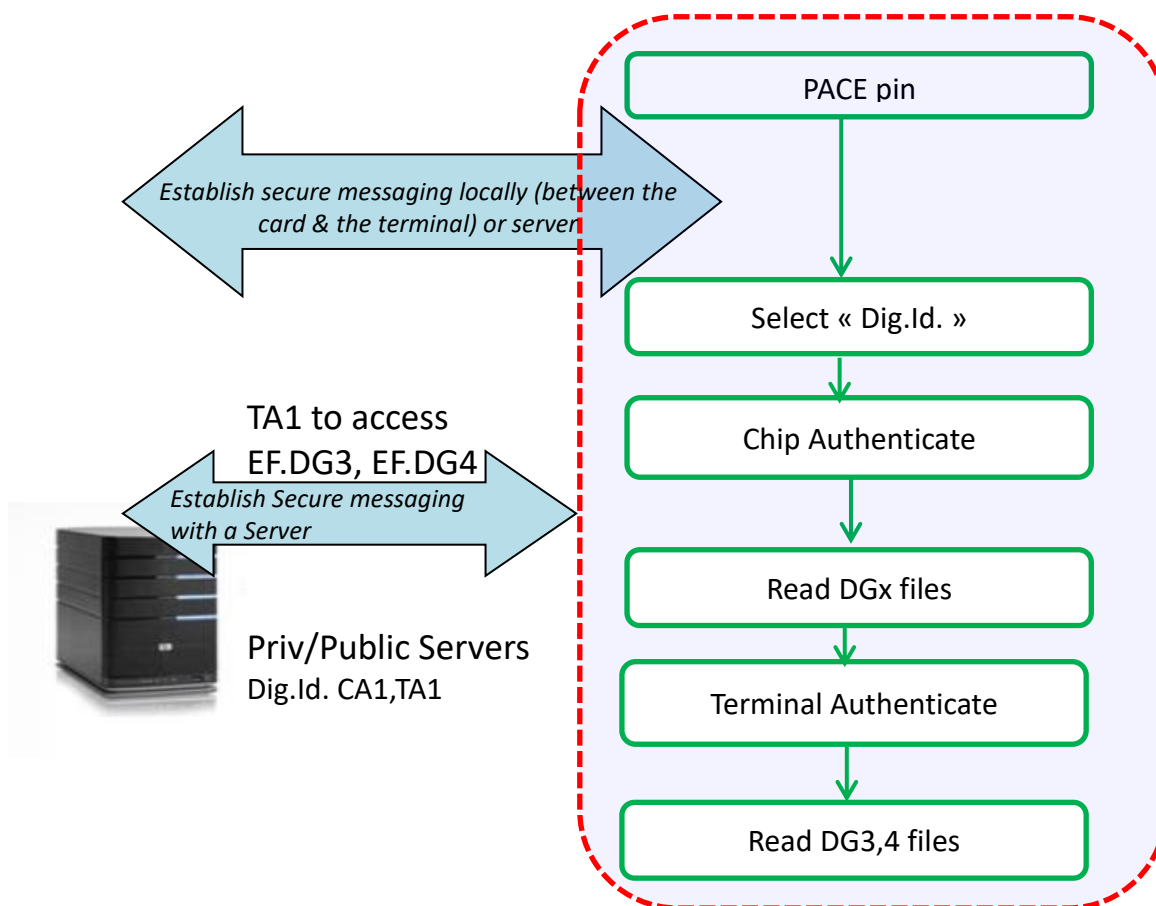 PACE pin
Establish secure messaging locally (between the
card & the terminal) or server
Select « Dig.Id. »
TA1 to access
EF.DG3, EF.DG4
Chip Authenticate
Establish Secure messaging
with a Server
Read DGx files
Priv/Public Servers
Dig.Id. CA1,TA1
Terminal Authenticate
Read DG3,4 files